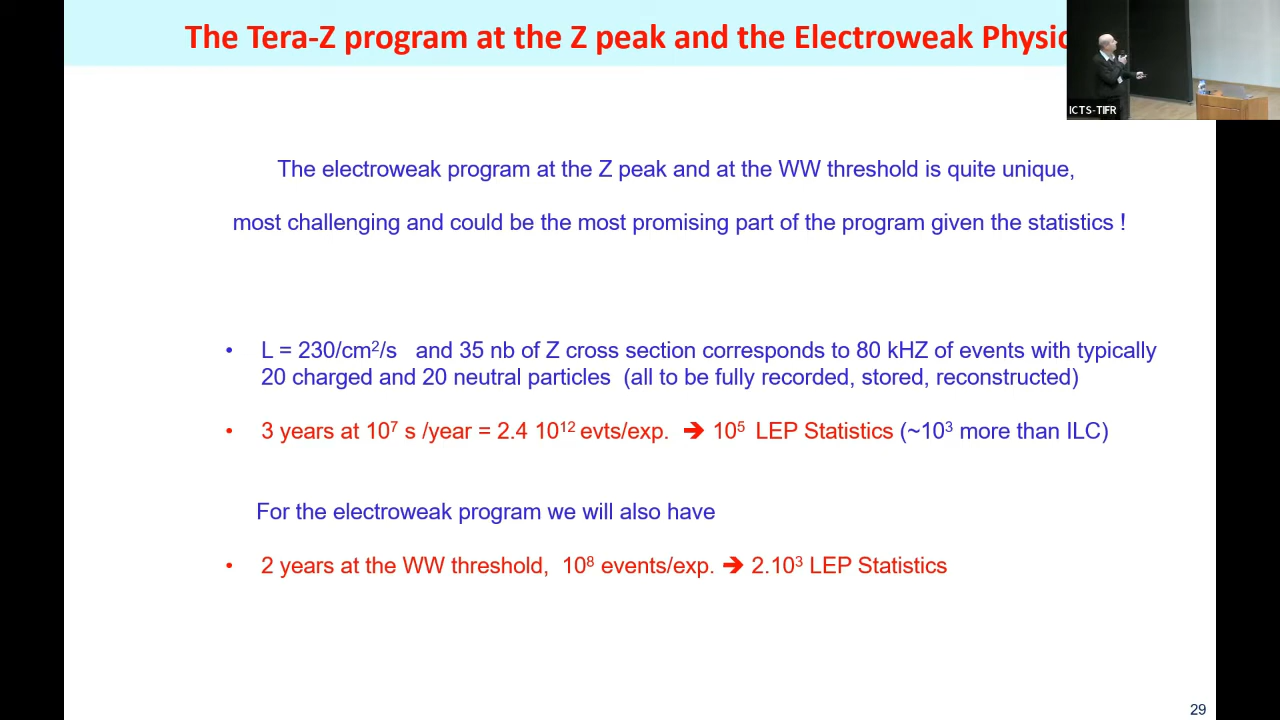 The Tera-Z program at the Z peak and the Electroweak
ICTS-TIFR
The electroweak program at the Z peak and at the WW threshold is quite unique,
most challenging and could be the most promising part of the program given the statistics !
• L = 230/cm²/s and 35 nb of Z cross section corresponds to 80 kHZ of events with typically
20 charged and 20 neutral particles (all to be fully recorded, stored, reconstructed)
• 3 years at 10⁷ s /year = 2.4 10¹² evts/exp. ➔ 10⁵ LEP Statistics (~10³ more than ILC)
For the electroweak program we will also have
• 2 years at the WW threshold, 10⁸ events/exp. ➔ 2.10³ LEP Statistics
29